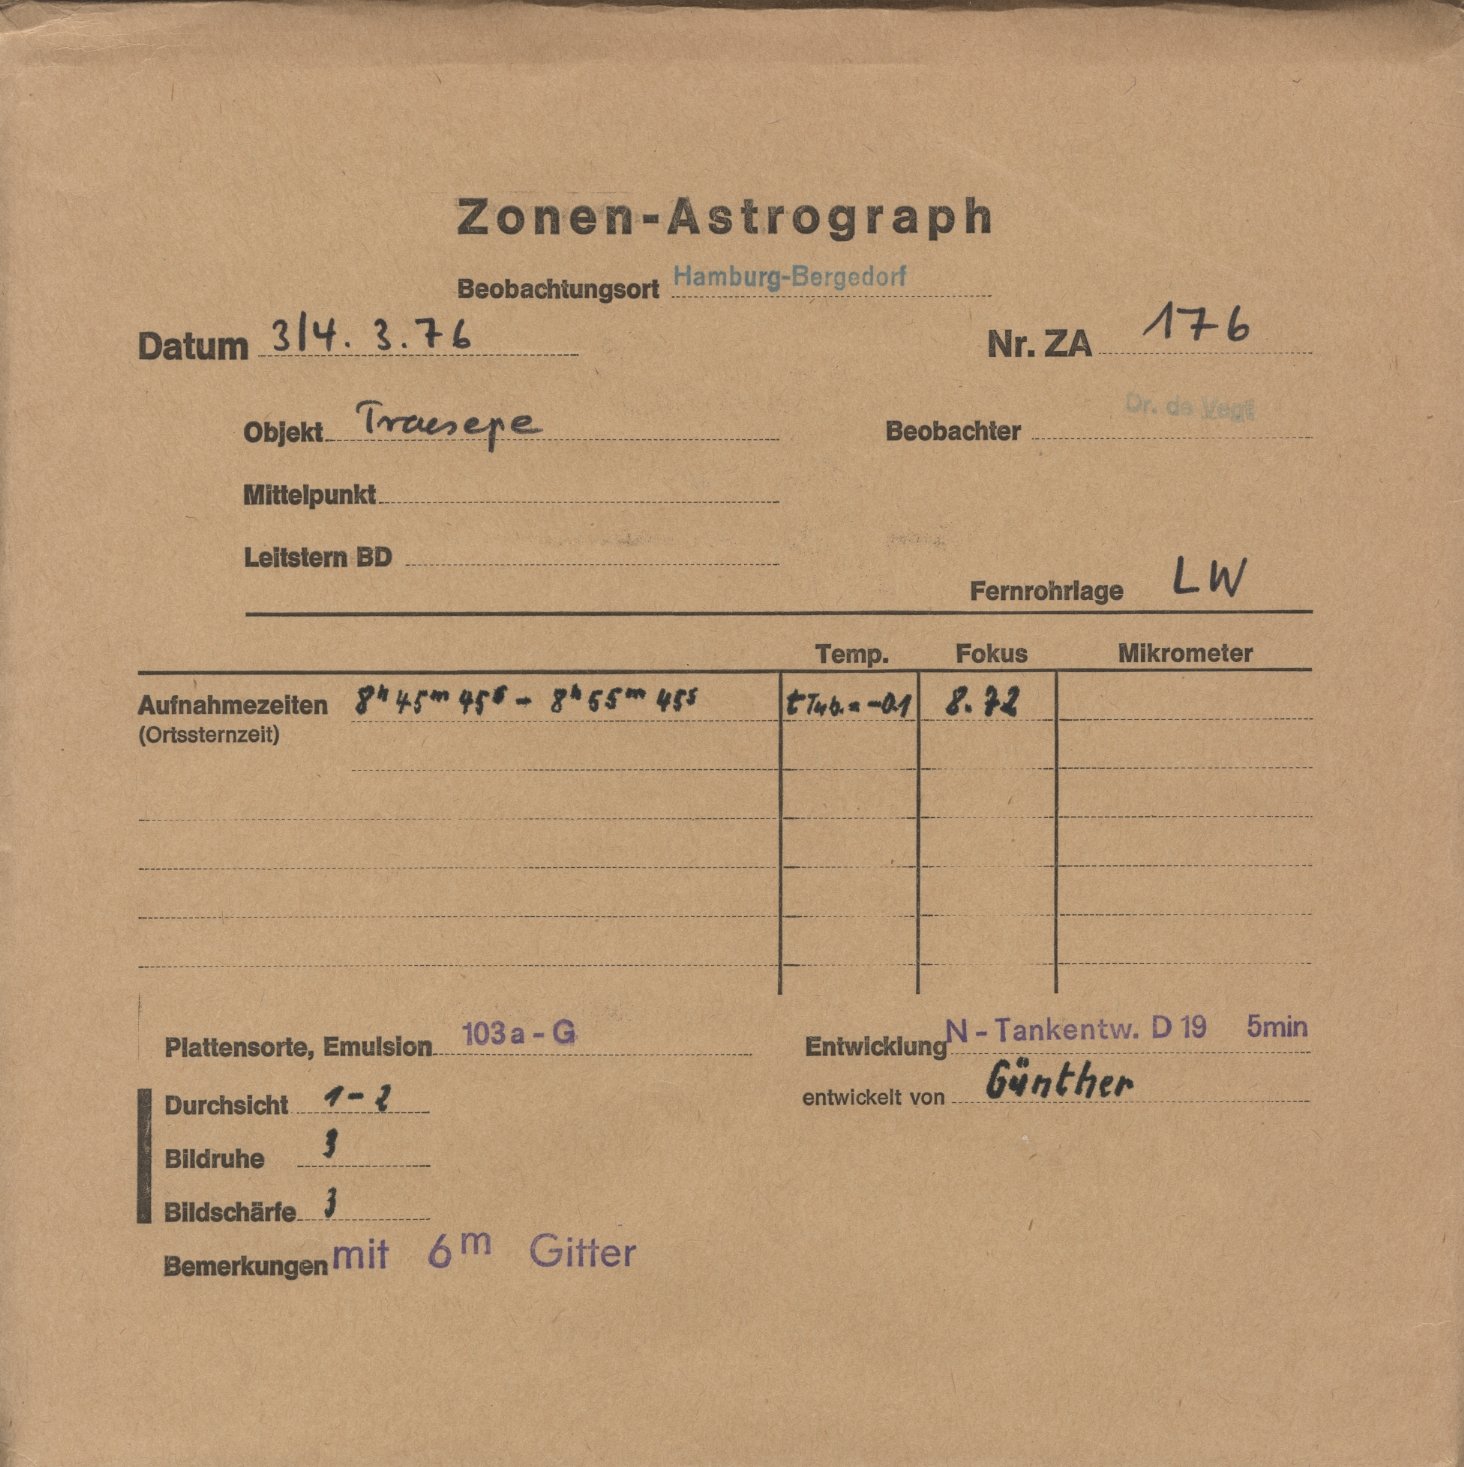 Zonen-Astrograph
Beobachtungsort Hamburg-Bergedorf
Datum 3/4. 3.76 Nr. ZA 176
Objekt Praesepe Beobachter Dr. de Vegt
Mittelpunkt
Leitstern BD
Fernrohrlage LW
Temp. Fokus Mikrometer
Aufnahmezeiten 8h 45m 45s - 8h 55m 45s t Tub. = -0.1 8.72
(Ortssternzeit)
Plattensorte, Emulsion 103a-G Entwicklung N-Tankentw. D 19 5min
Durchsicht 1-2 entwickelt von Günther
Bildruhe 3
Bildschärfe 3
Bemerkungen mit 6m Gitter